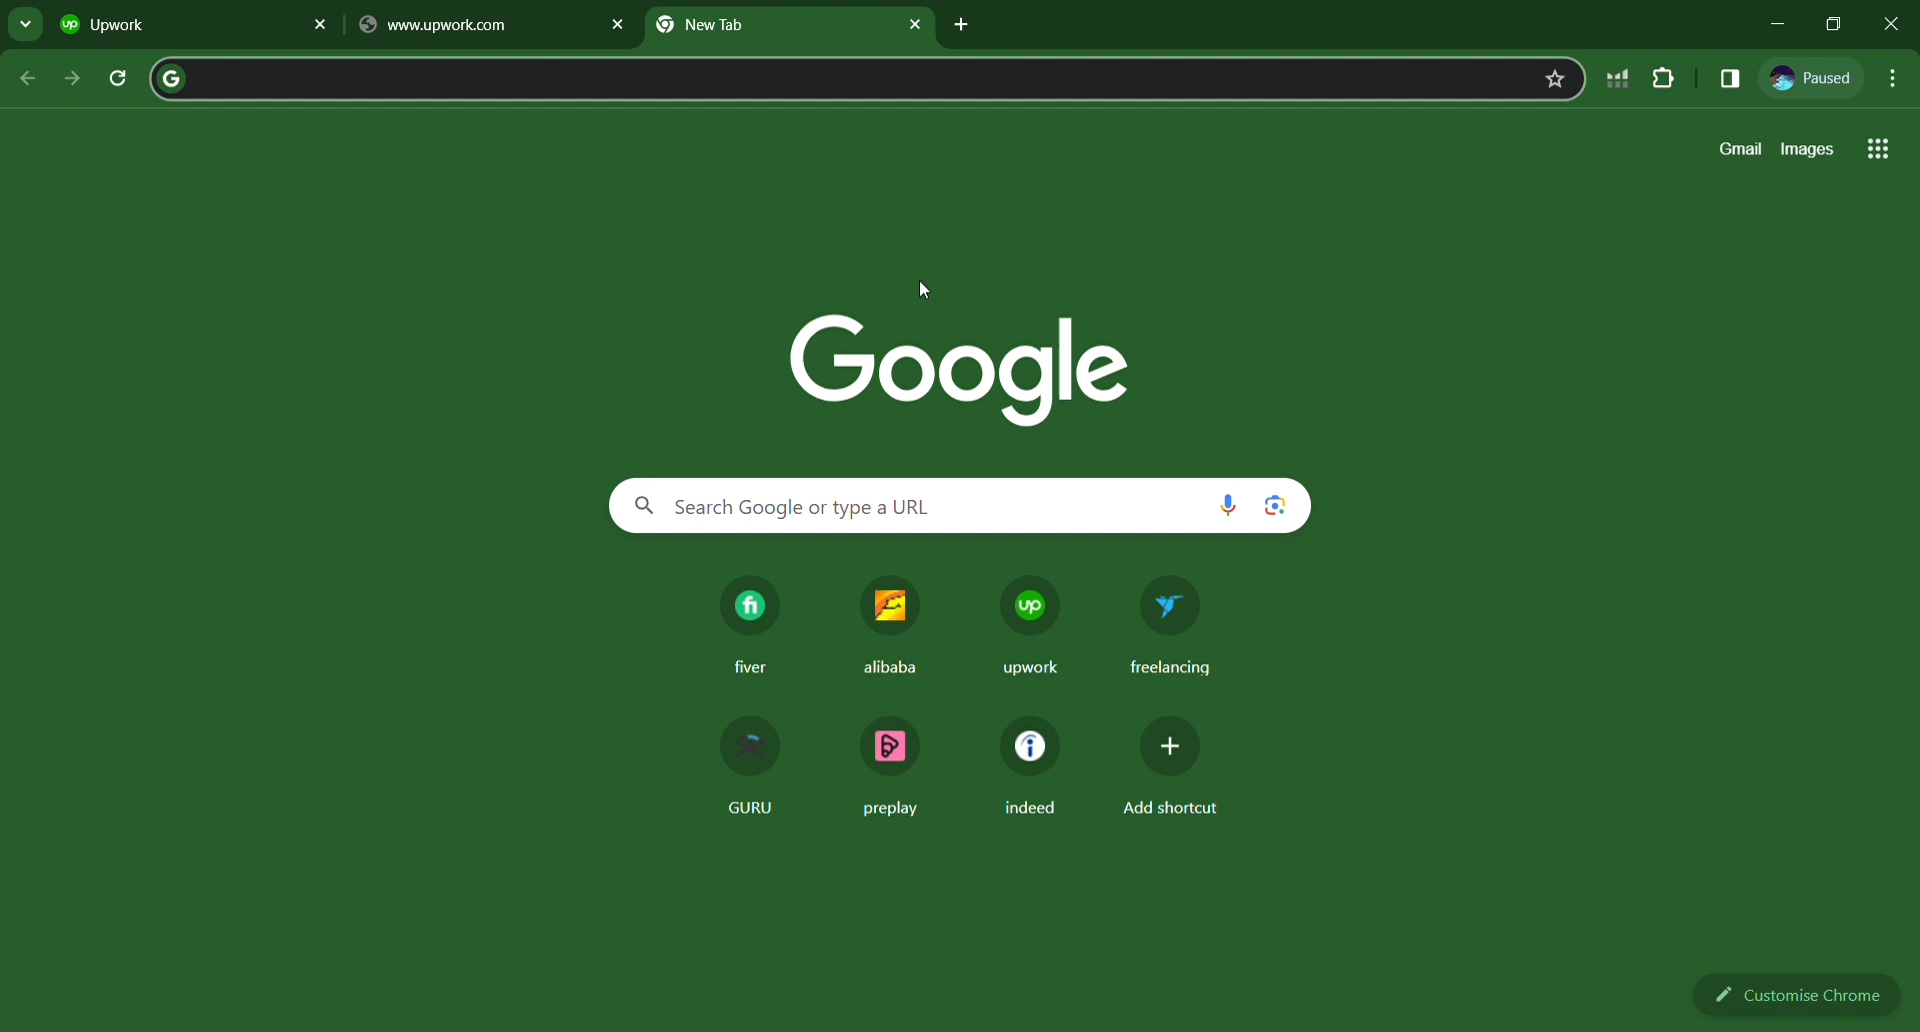 Upwork
www.upwork.com
New Tab
Paused
Gmail Images
Google
Search Google or type a URL
fiver alibaba upwork freelancing
GURU preplay indeed Add shortcut
Customise Chrome